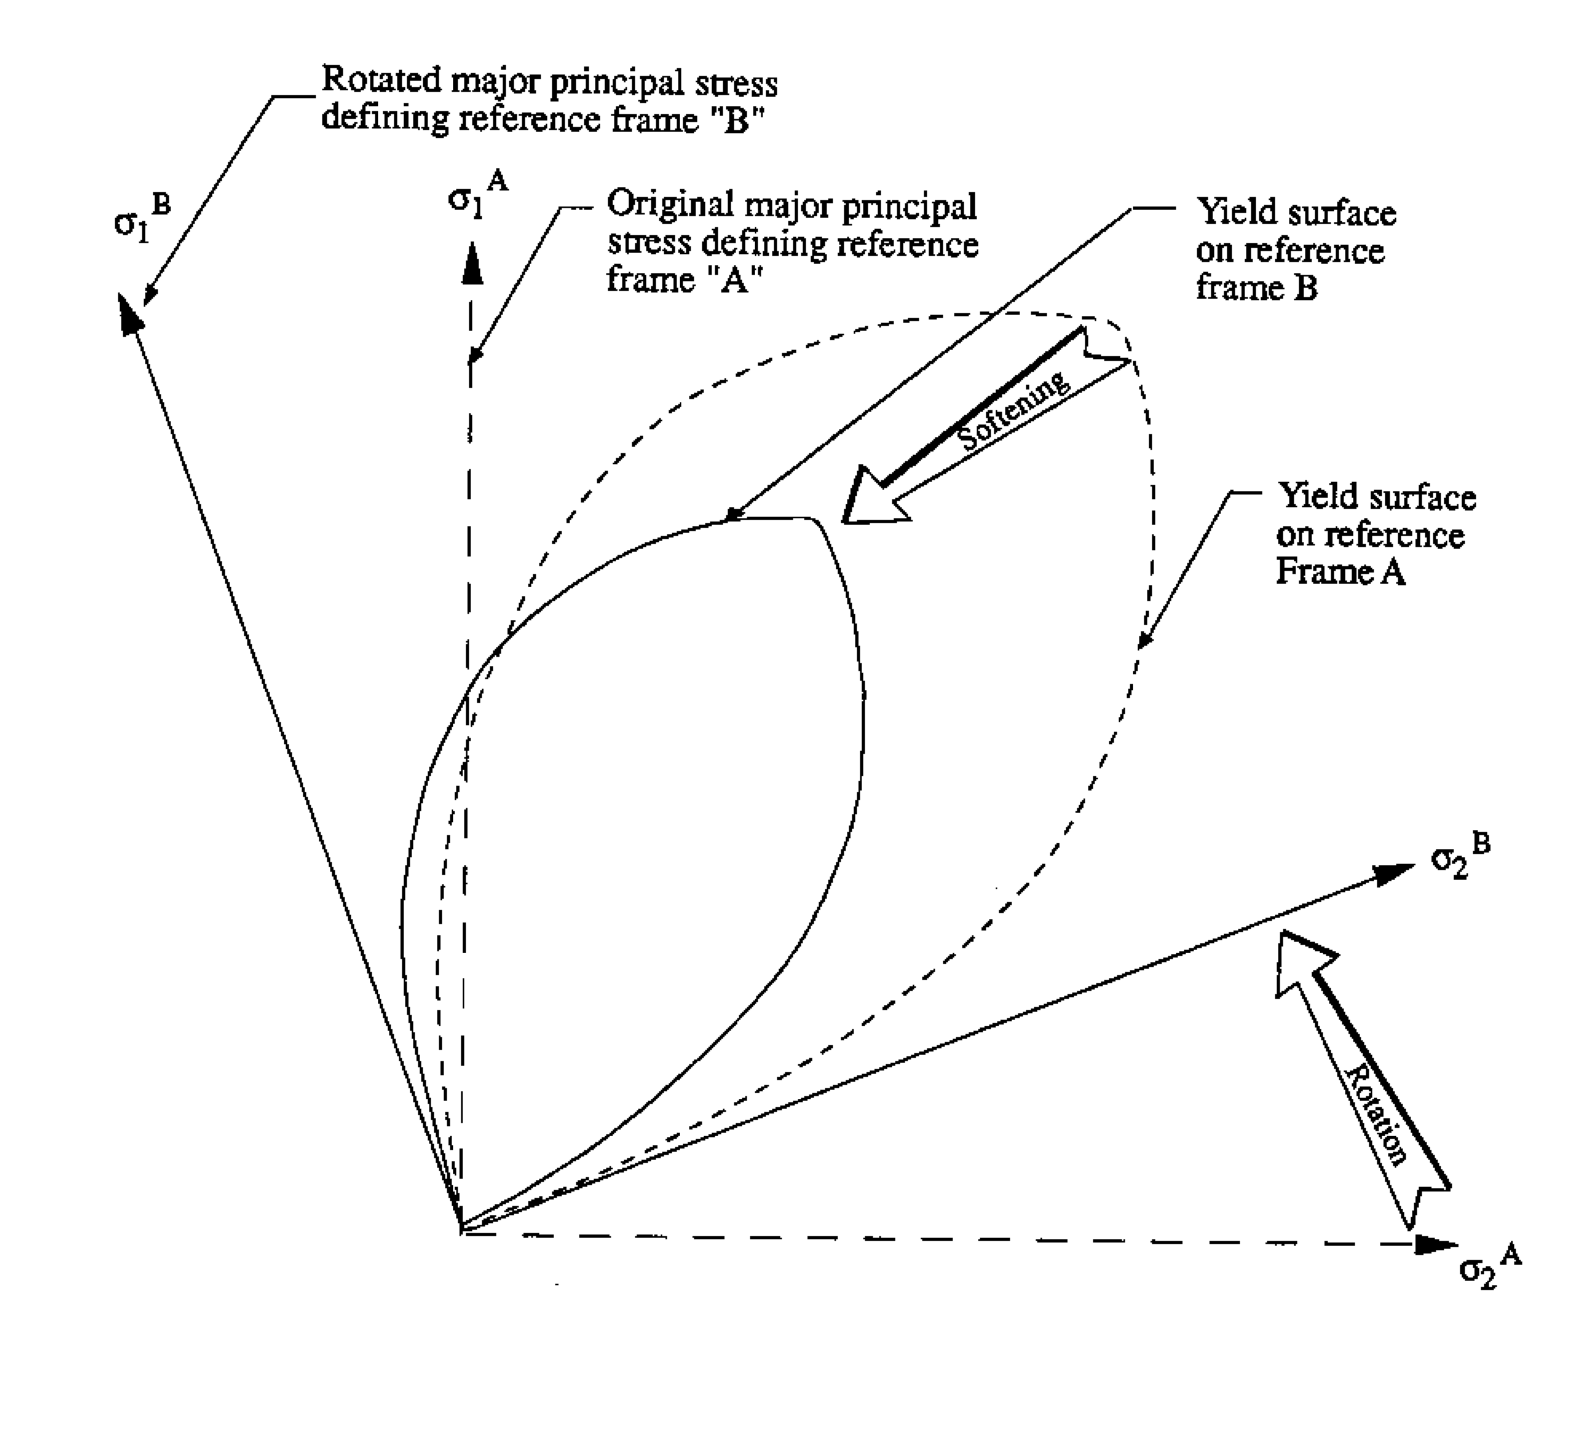 Rotated major principal stress
defining reference frame "B"
σ₁ᴮ
σ₁ᴬ
Original major principal
stress defining reference
frame "A"
Yield surface
on reference
frame B
Softening
Yield surface
on reference
Frame A
σ₂ᴮ
Rotation
σ₂ᴬ